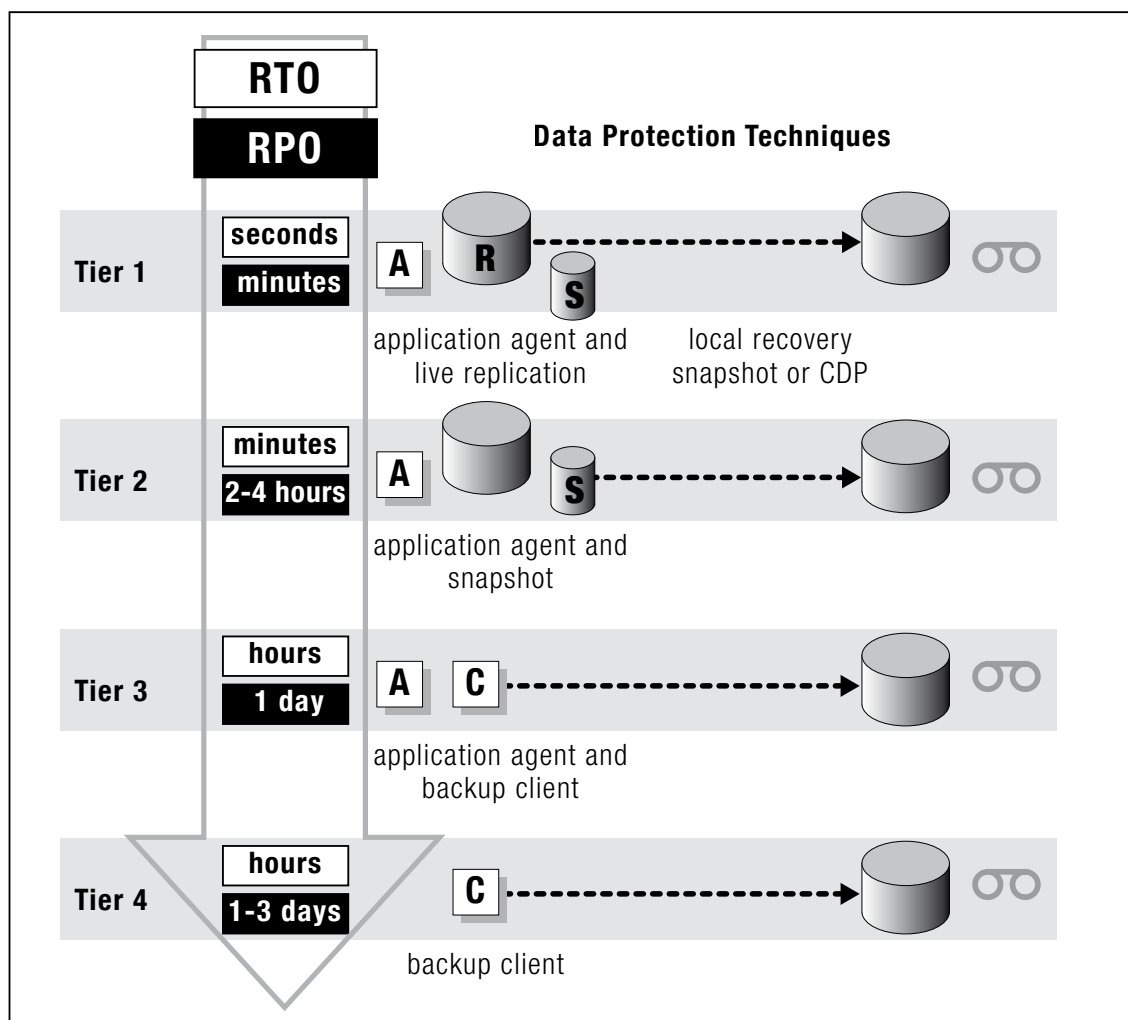 RTO
RPO
Data Protection Techniques
Tier 1
seconds
minutes
A
R
S
application agent and
live replication
local recovery
snapshot or CDP
Tier 2
minutes
2-4 hours
A
S
application agent and
snapshot
Tier 3
hours
1 day
A
C
application agent and
backup client
Tier 4
hours
1-3 days
C
backup client